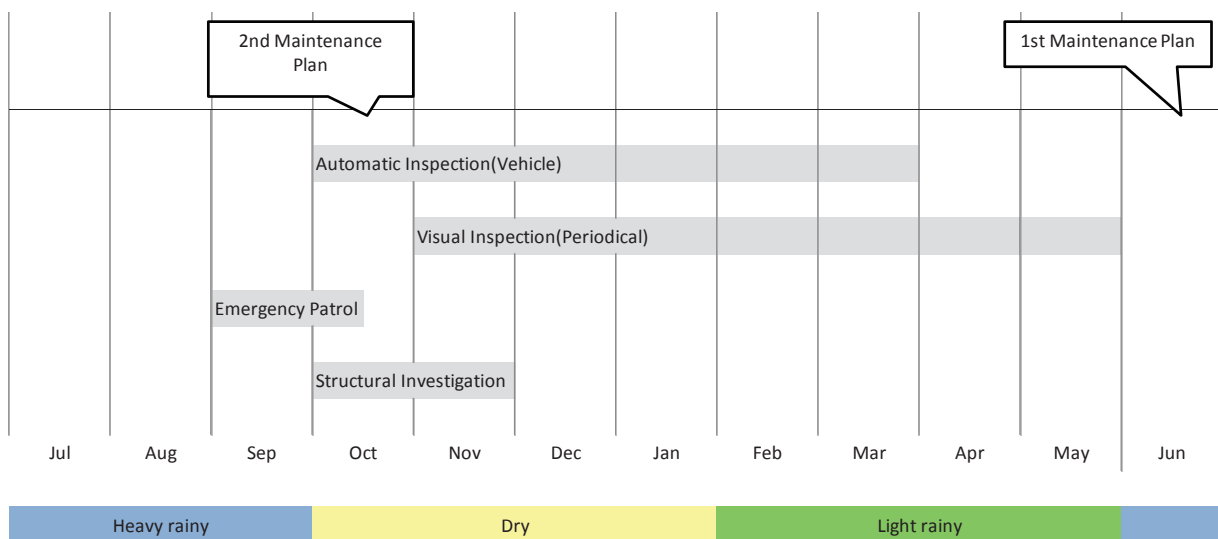 2nd Maintenance
Plan
1st Maintenance Plan
Automatic Inspection(Vehicle)
Visual Inspection(Periodical)
Emergency Patrol
Structural Investigation
Jul Aug Sep Oct Nov Dec Jan Feb Mar Apr May Jun
Heavy rainy Dry Light rainy